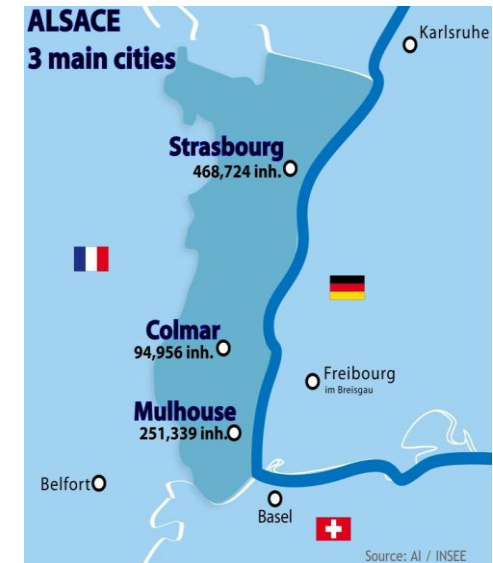 ALSACE
3 main cities
Karlsruhe
Strasbourg
468,724 inh.
Colmar
94,956 inh.
Freibourg
im Breisgau
Mulhouse
251,339 inh.
Belfort
Basel
Source: AI / INSEE